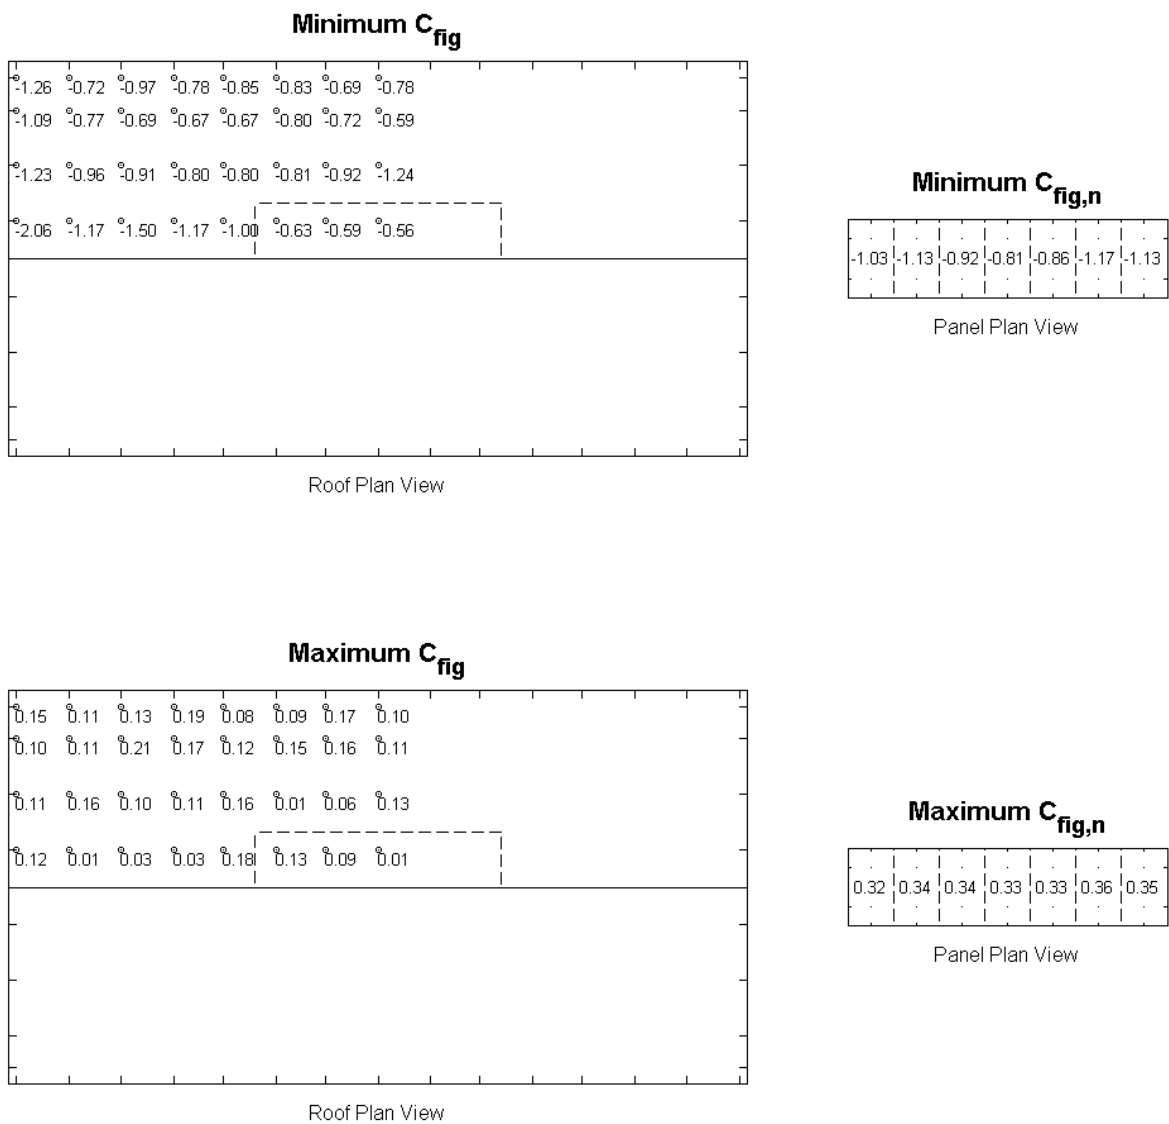 Minimum C_fig
-1.26 -0.72 -0.97 -0.78 -0.85 -0.83 -0.69 -0.78
-1.09 -0.77 -0.69 -0.67 -0.67 -0.80 -0.72 -0.59
-1.23 -0.96 -0.91 -0.80 -0.80 -0.81 -0.92 -1.24
-2.06 -1.17 -1.50 -1.17 -1.00 -0.63 -0.59 -0.56
Roof Plan View
Minimum C_fig,n
-1.03 -1.13 -0.92 -0.81 -0.86 -1.17 -1.13
Panel Plan View
Maximum C_fig
0.15 0.11 0.13 0.19 0.08 0.09 0.17 0.10
0.10 0.11 0.21 0.17 0.12 0.15 0.16 0.11
0.11 0.16 0.10 0.11 0.16 0.01 0.06 0.13
0.12 0.01 0.03 0.03 0.18 0.13 0.09 0.01
Roof Plan View
Maximum C_fig,n
0.32 0.34 0.34 0.33 0.33 0.36 0.35
Panel Plan View